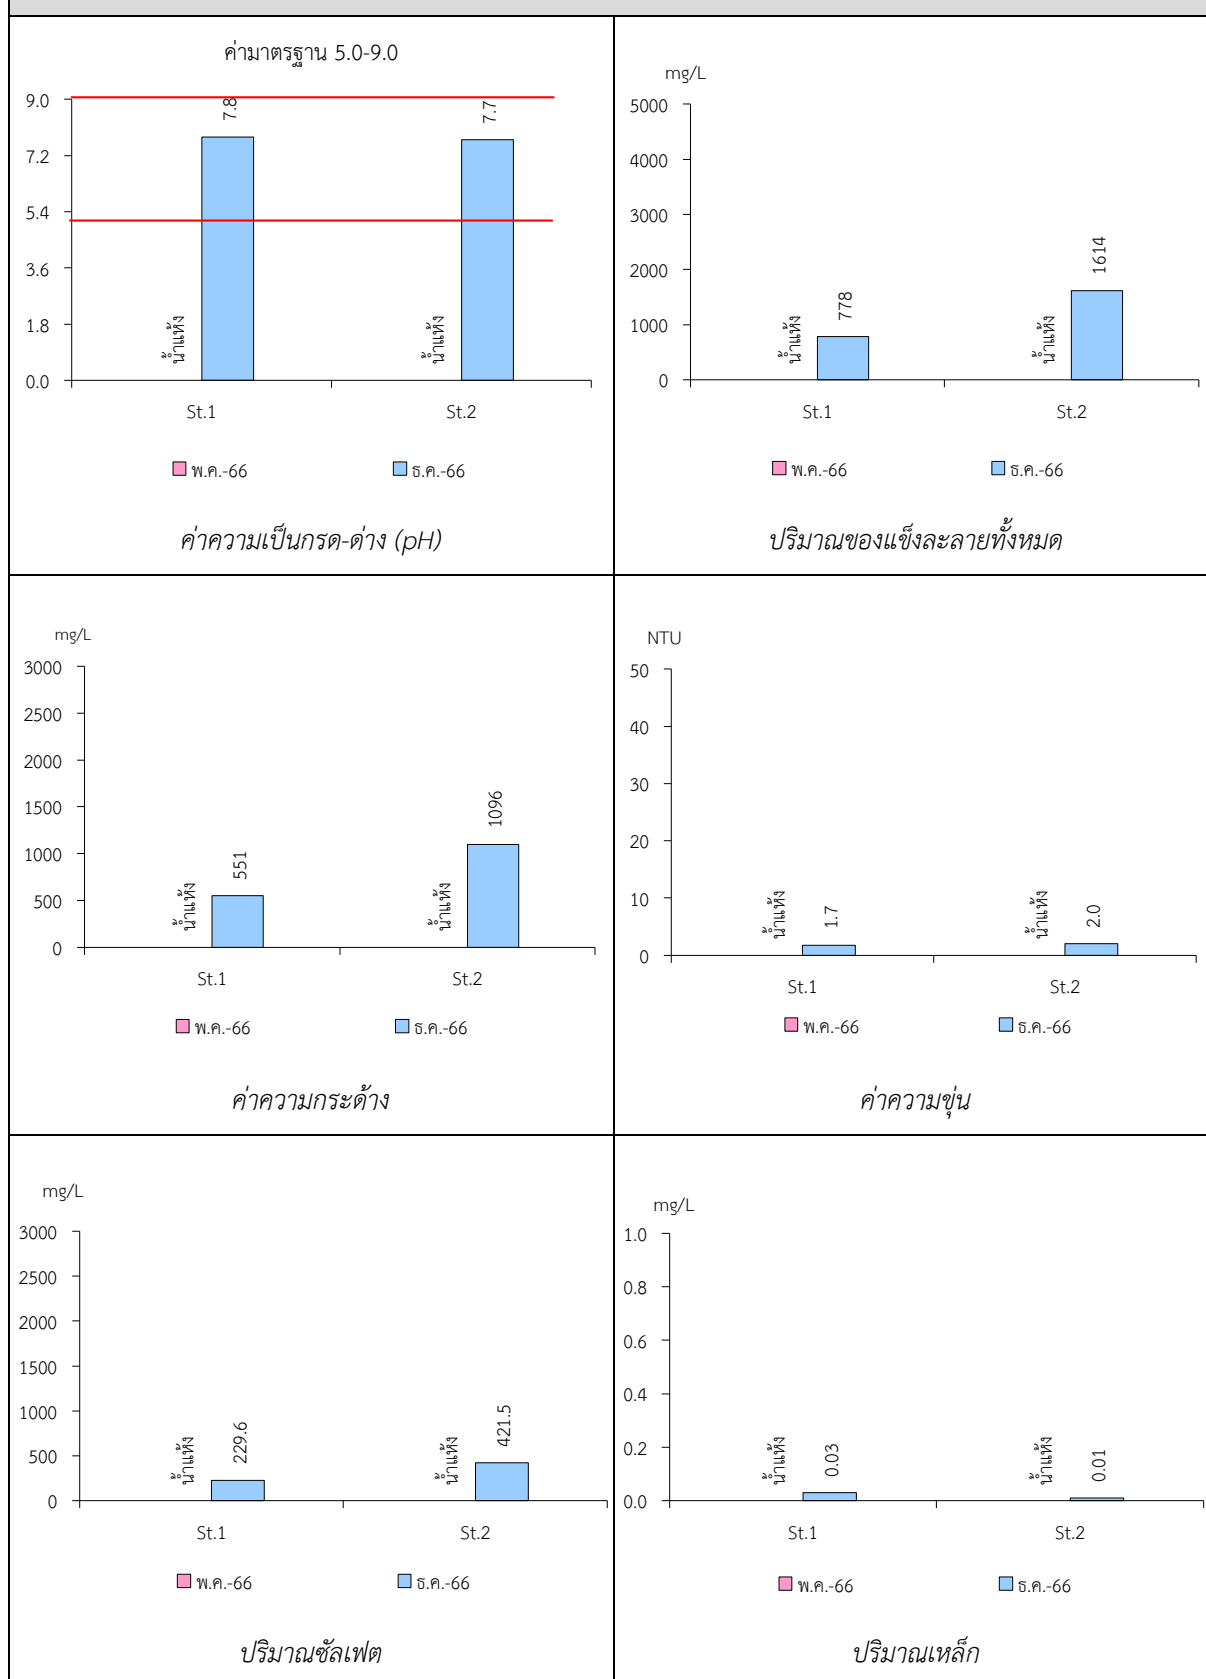 ค่ามาตรฐาน 5.0-9.0
9.0
7.2
5.4
3.6
1.8
0.0
น้ำแห้ง
7.8
น้ำแห้ง
7.7
St.1 St.2
พ.ค.-66 ธ.ค.-66
ค่าความเป็นกรด-ด่าง (pH)
mg/L
5000
4000
3000
2000
1000
0
น้ำแห้ง
778
น้ำแห้ง
1614
St.1 St.2
พ.ค.-66 ธ.ค.-66
ปริมาณของแข็งละลายทั้งหมด
mg/L
3000
2500
2000
1500
1000
500
0
น้ำแห้ง
551
น้ำแห้ง
1096
St.1 St.2
พ.ค.-66 ธ.ค.-66
ค่าความกระด้าง
NTU
50
40
30
20
10
0
น้ำแห้ง
1.7
น้ำแห้ง
2.0
St.1 St.2
พ.ค.-66 ธ.ค.-66
ค่าความขุ่น
mg/L
3000
2500
2000
1500
1000
500
0
น้ำแห้ง
229.6
น้ำแห้ง
421.5
St.1 St.2
พ.ค.-66 ธ.ค.-66
ปริมาณซัลเฟต
mg/L
1.0
0.8
0.6
0.4
0.2
0.0
น้ำแห้ง
0.03
น้ำแห้ง
0.01
St.1 St.2
พ.ค.-66 ธ.ค.-66
ปริมาณเหล็ก